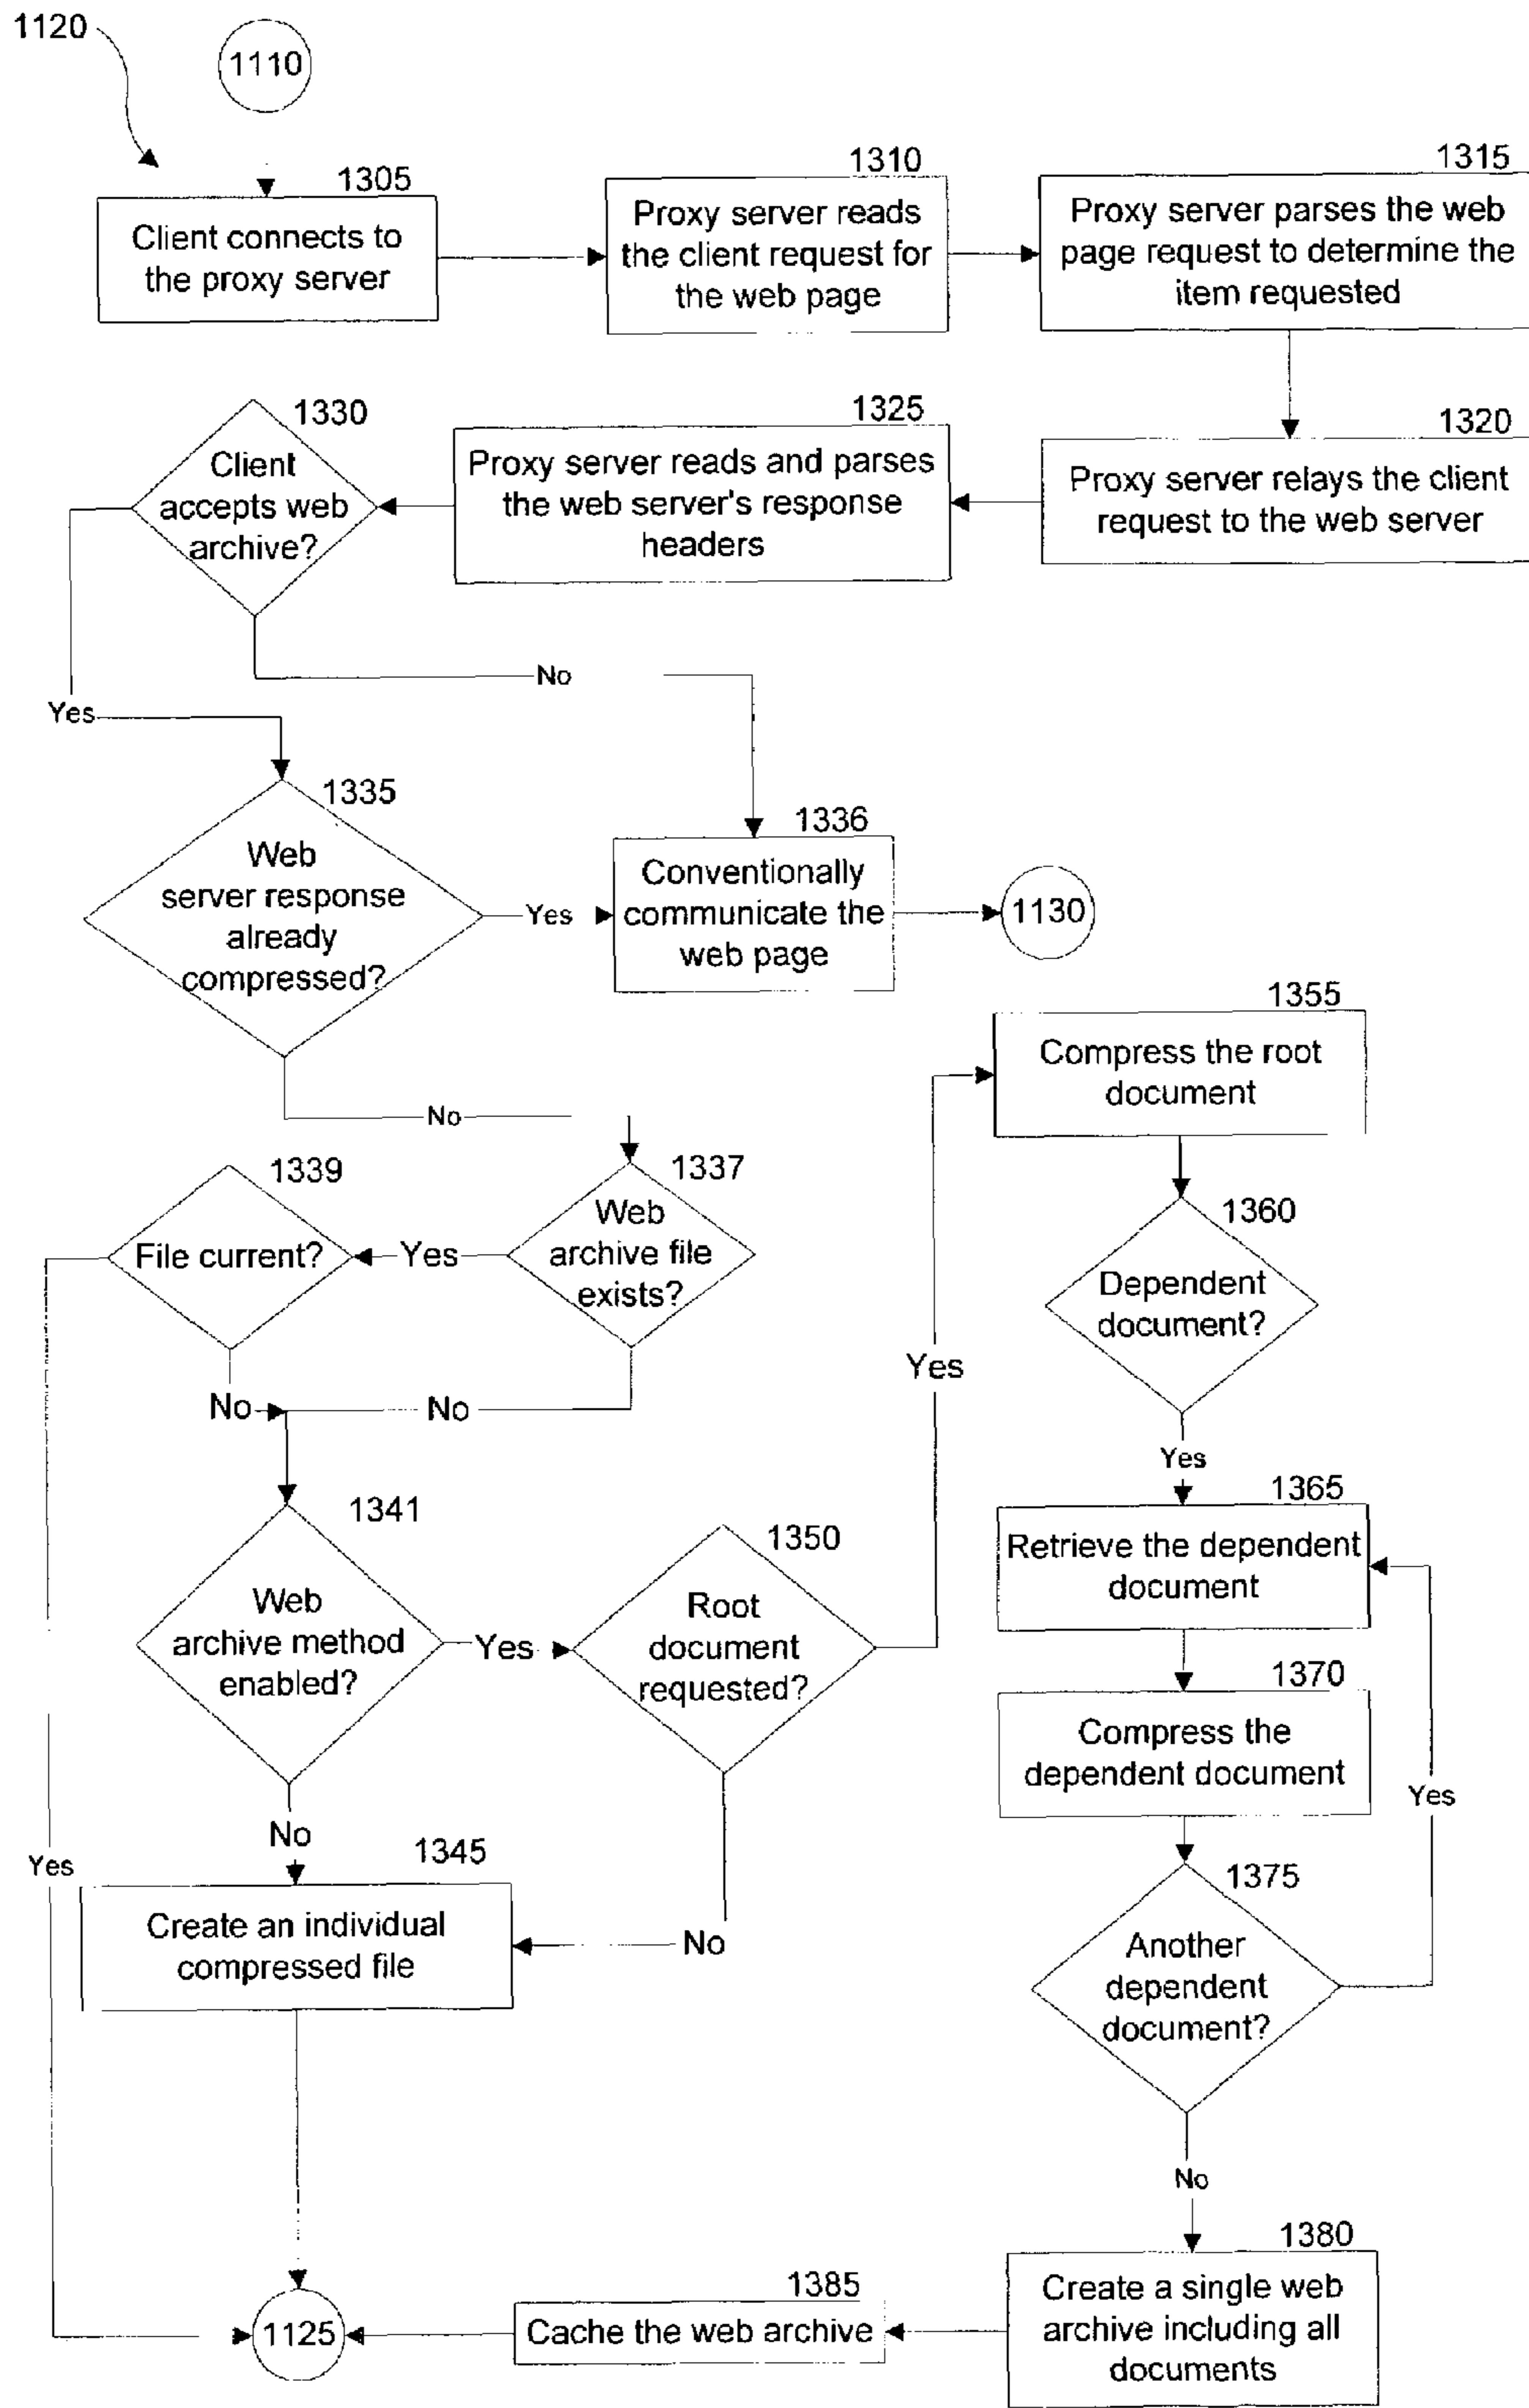 1120
1110
1305
Client connects to
the proxy server
1310
Proxy server reads
the client request for
the web page
1315
Proxy server parses the web
page request to determine the
item requested
1330
Client
accepts web
archive?
1325
Proxy server reads and parses
the web server's response
headers
1320
Proxy server relays the client
request to the web server
No
Yes
1335
Web
server response
already
compressed?
Yes
1336
Conventionally
communicate the
web page
1130
1355
Compress the root
document
No
1339
File current?
Yes
1337
Web
archive file
exists?
1360
Dependent
document?
Yes
No
No
Yes
1341
Web
archive method
enabled?
Yes
1350
Root
document
requested?
1365
Retrieve the dependent
document
1370
Compress the
dependent document
Yes
No
Yes
1345
Create an individual
compressed file
No
1375
Another
dependent
document?
No
1380
Create a single web
archive including all
documents
1385
Cache the web archive
1125